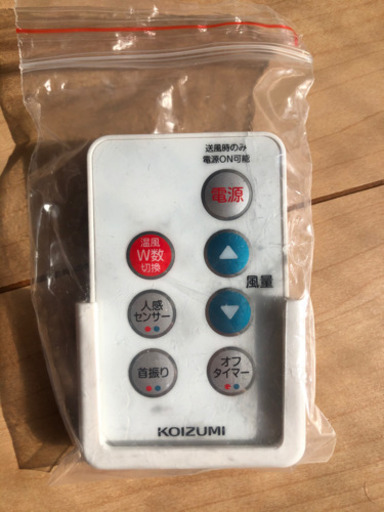 送風時のみ
電源ON可能
電源
温風
W数
切換
▲
風量
▼
人感
センサー
首振り
オフ
タイマー
KOIZUMI